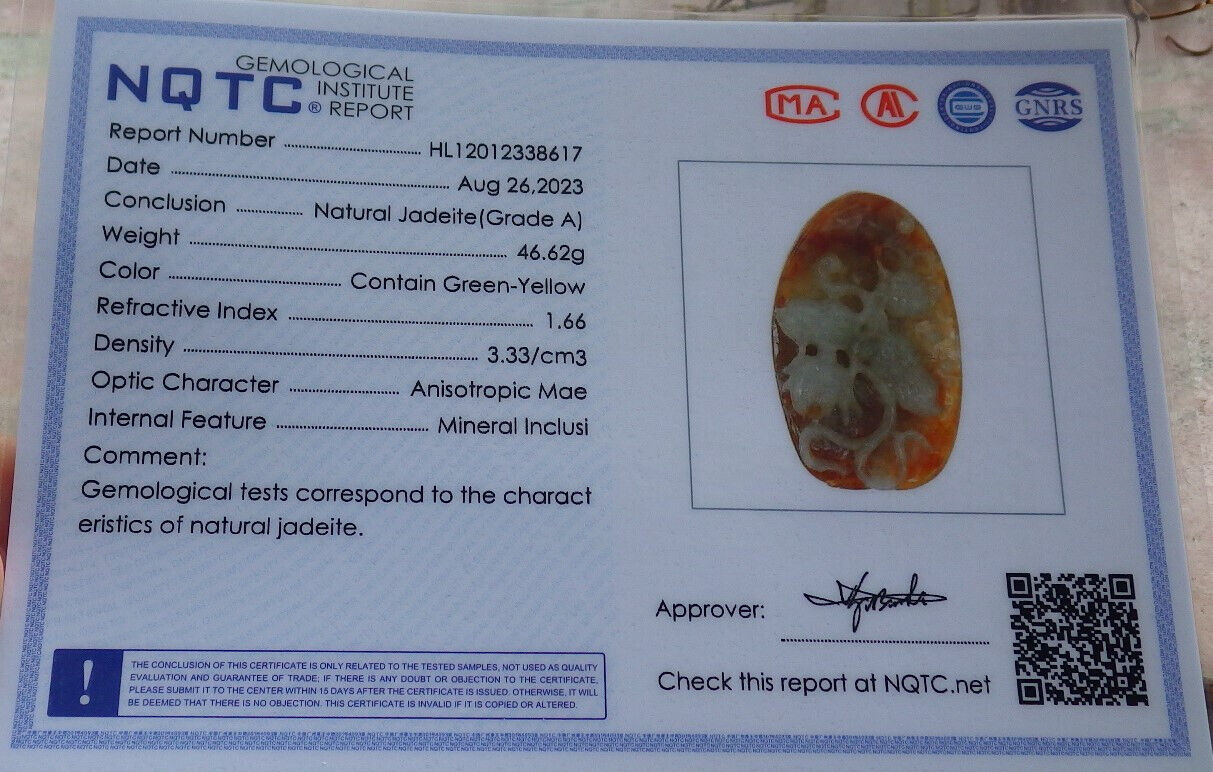 NQTC® GEMOLOGICAL
INSTITUTE
REPORT
MA
AL
GNRS
Report Number HL12012338617
Date Aug 26,2023
Conclusion Natural Jadeite(Grade A)
Weight 46.62g
Color Contain Green-Yellow
Refractive Index 1.66
Density 3.33/cm3
Optic Character Anisotropic Mae
Internal Feature Mineral Inclusi
Comment:
Gemological tests correspond to the charact
eristics of natural jadeite.
Approver:
Check this report at NQTC.net
!
THE CONCLUSION OF THIS CERTIFICATE IS ONLY RELATED TO THE TESTED SAMPLES, NOT USED AS QUALITY
EVALUATION AND GUARANTEE OF TRADE; IF THERE IS ANY DOUBT OR OBJECTION TO THE CERTIFICATE,
PLEASE SUBMIT IT TO THE CENTER WITHIN 15 DAYS AFTER THE CERTIFICATE IS ISSUED. OTHERWISE, IT WILL
BE DEEMED THAT THERE IS NO OBJECTION. THIS CERTIFICATE IS INVALID IF IT IS COPIED OR ALTERED.